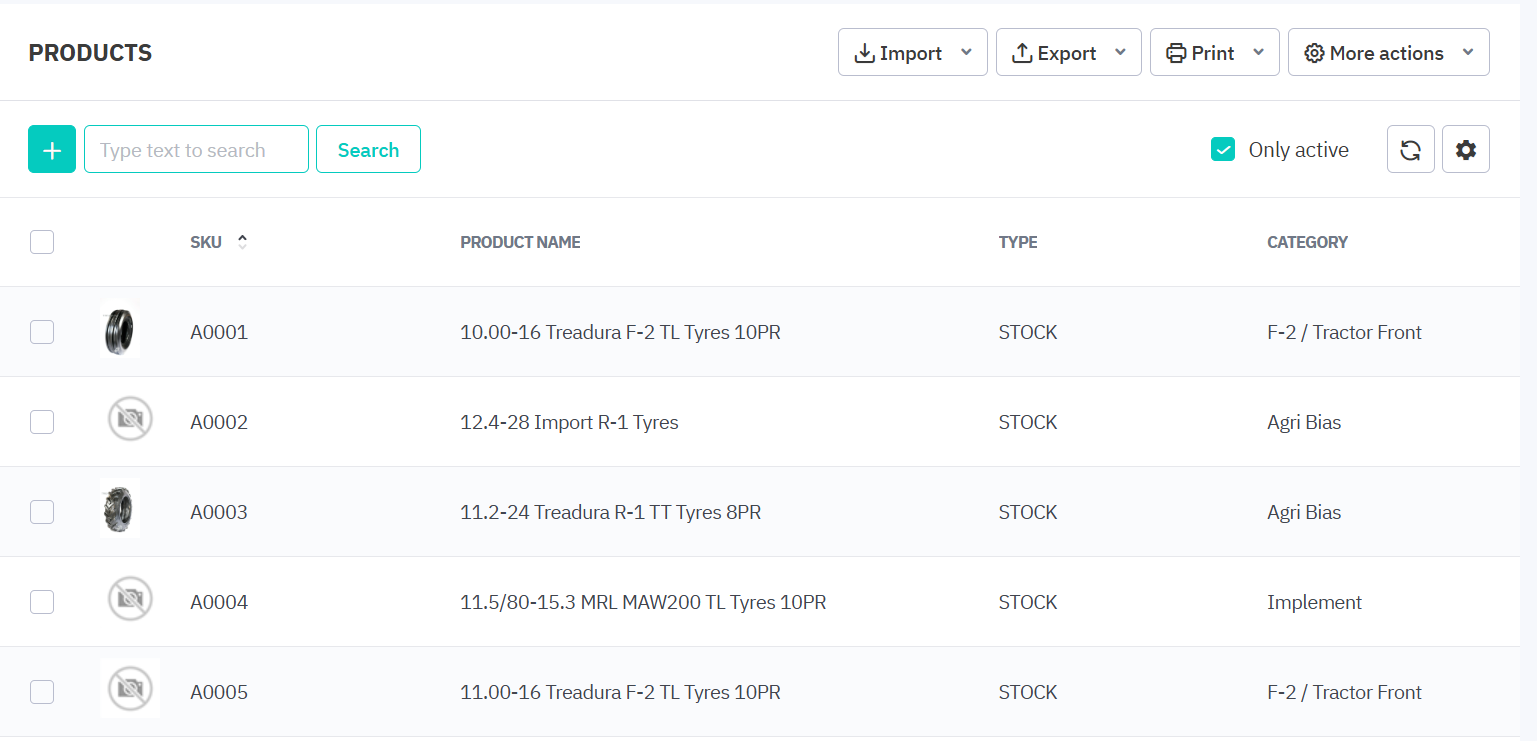 PRODUCTS
Import Export Print More actions
Type text to search Search Only active
SKU PRODUCT NAME TYPE CATEGORY
A0001 10.00-16 Treadura F-2 TL Tyres 10PR STOCK F-2 / Tractor Front
A0002 12.4-28 Import R-1 Tyres STOCK Agri Bias
A0003 11.2-24 Treadura R-1 TT Tyres 8PR STOCK Agri Bias
A0004 11.5/80-15.3 MRL MAW200 TL Tyres 10PR STOCK Implement
A0005 11.00-16 Treadura F-2 TL Tyres 10PR STOCK F-2 / Tractor Front